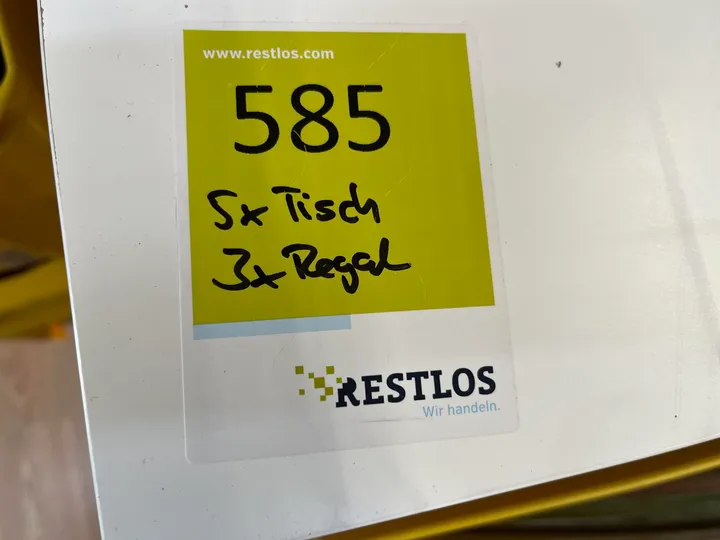 www.restlos.com
585
5x Tisch
3x Regal
RESTLOS
Wir handeln.